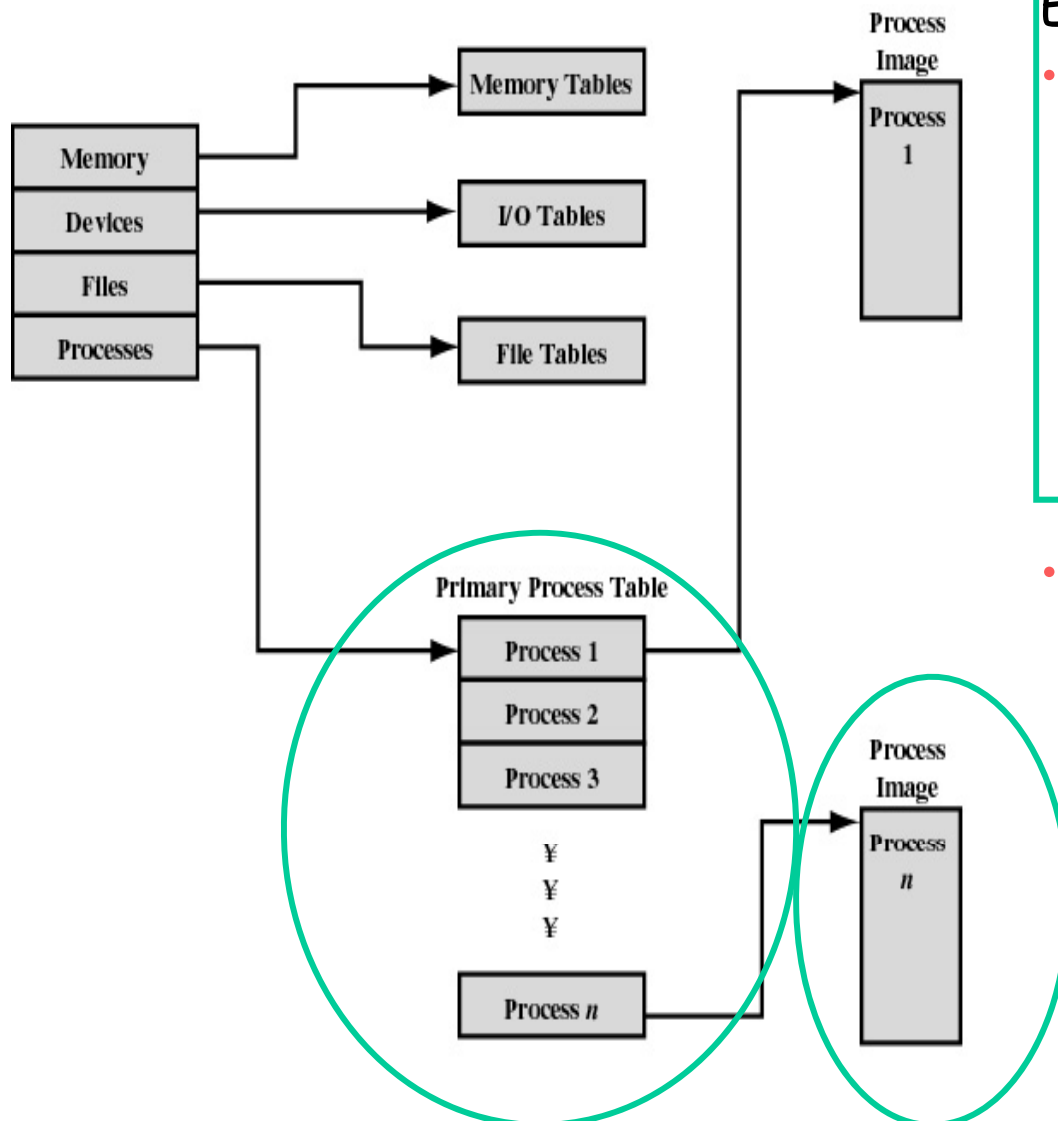 Memory
Devices
Files
Processes
Memory Tables
I/O Tables
File Tables
Process
Image
Process
1
Primary Process Table
Process 1
Process 2
Process 3
¥
¥
¥
Process n
Process
Image
Process
n